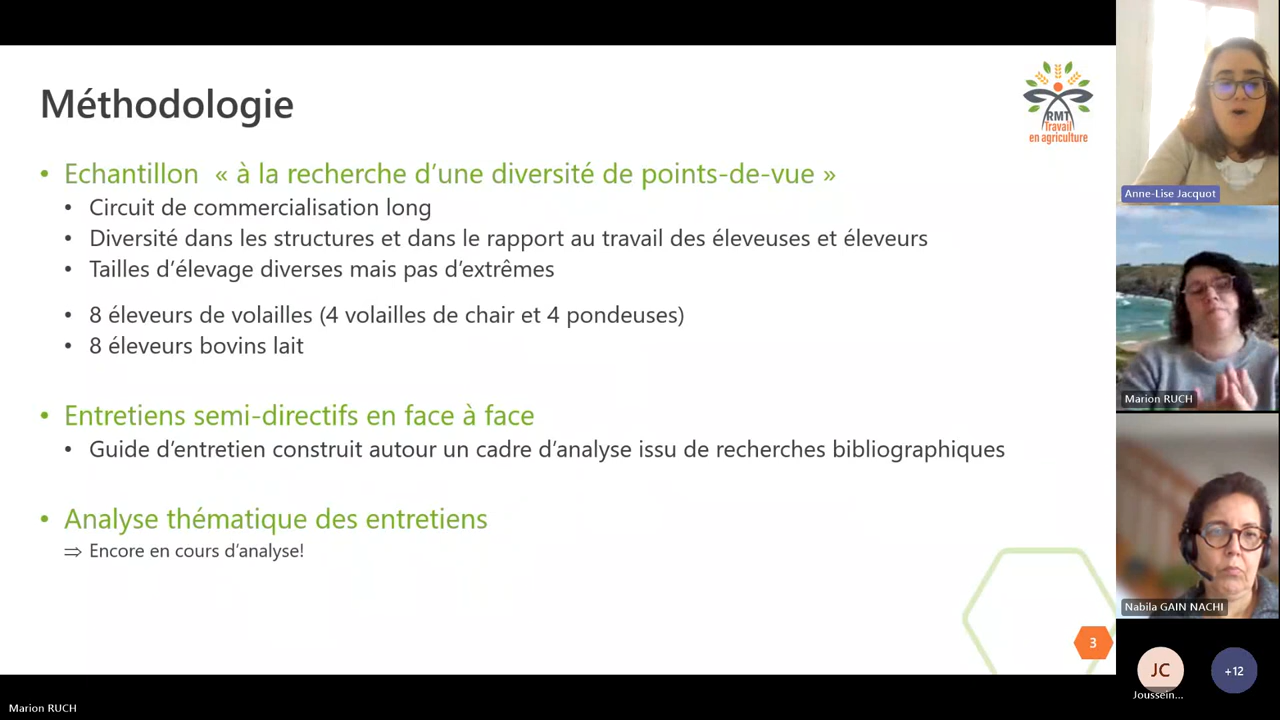 Méthodologie
RMT
Travail
en agriculture
• Echantillon « à la recherche d’une diversité de points-de-vue »
• Circuit de commercialisation long
• Diversité dans les structures et dans le rapport au travail des éleveuses et éleveurs
• Tailles d’élevage diverses mais pas d’extrêmes
• 8 éleveurs de volailles (4 volailles de chair et 4 pondeuses)
• 8 éleveurs bovins lait
• Entretiens semi-directifs en face à face
• Guide d’entretien construit autour un cadre d’analyse issu de recherches bibliographiques
• Analyse thématique des entretiens
⇒ Encore en cours d’analyse!
3
Anne-Lise Jacquot
Marion RUCH
Nabila GAIN NACHI
JC
Joussein...
+12
Marion RUCH